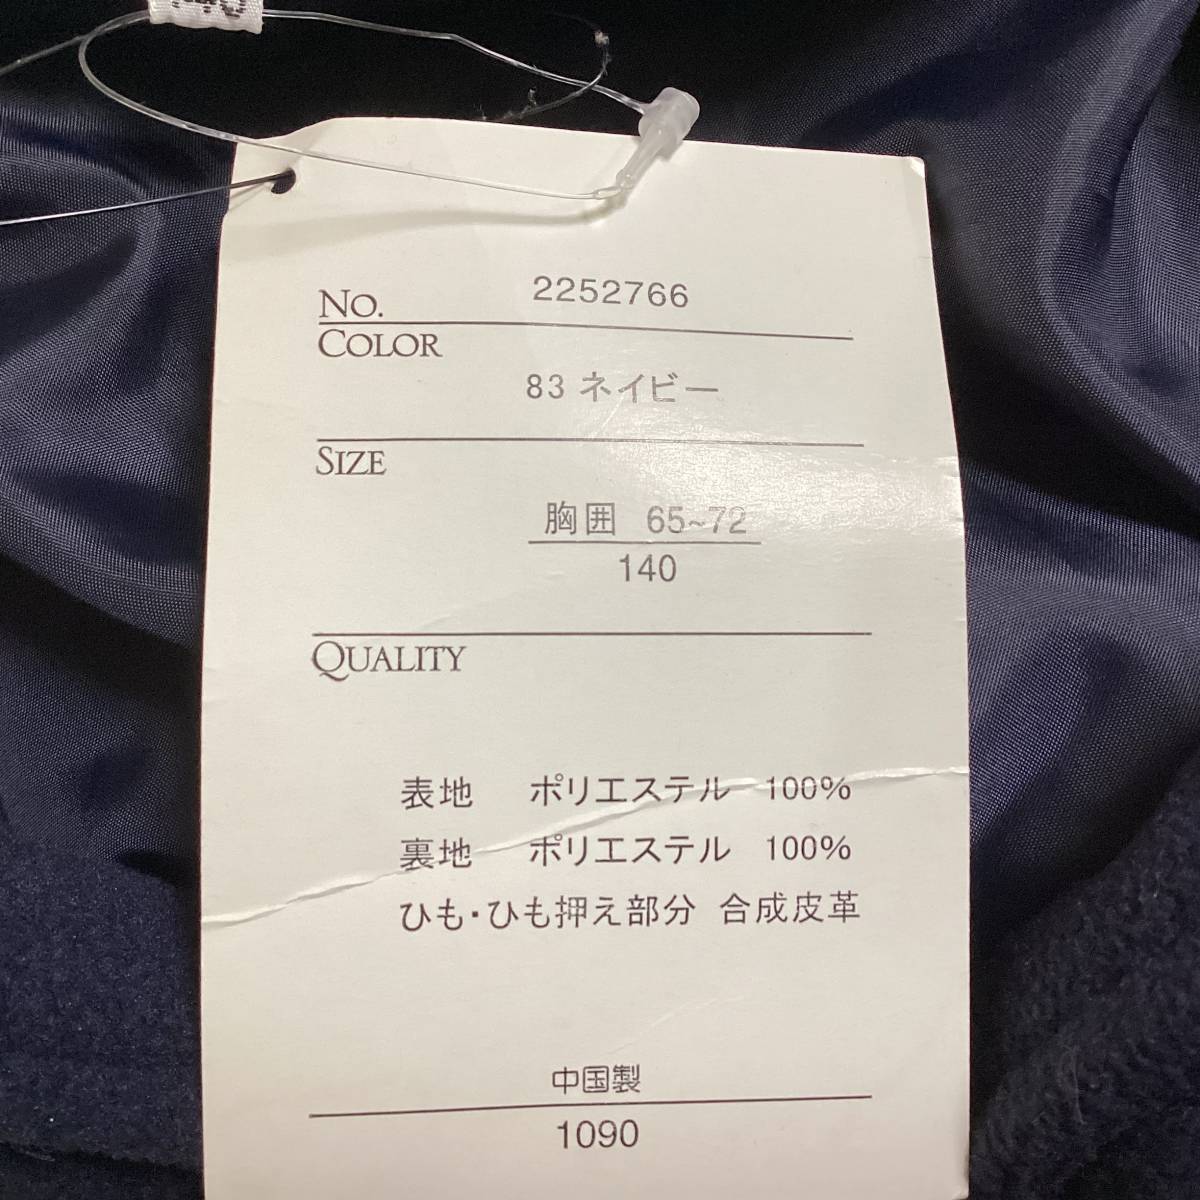 NO. 2252766
COLOR
83 ネイビー
SIZE
胸囲 65~72
140
QUALITY
表地 ポリエステル 100%
裏地 ポリエステル 100%
ひも・ひも押え部分 合成皮革
中国製
1090